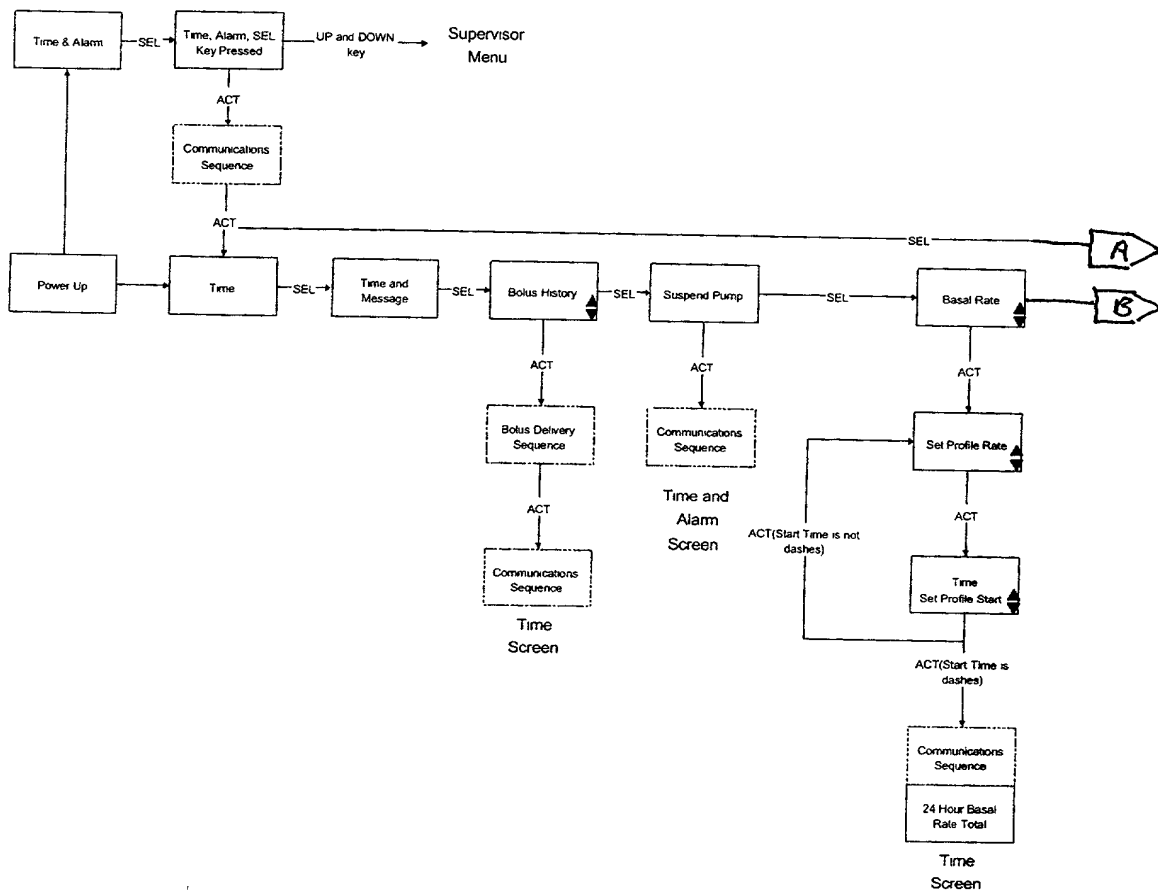 Time & Alarm
SEL
Time, Alarm, SEL
Key Pressed
UP and DOWN
key
Supervisor
Menu
ACT
Communications
Sequence
ACT
SEL
A
Power Up
Time
SEL
Time and
Message
SEL
Bolus History
SEL
Suspend Pump
SEL
Basal Rate
B
ACT
Bolus Delivery
Sequence
ACT
Communications
Sequence
Time
Screen
ACT
Communications
Sequence
Time and
Alarm
Screen
ACT
Set Profile Rate
ACT
ACT(Start Time is not
dashes)
Time
Set Profile Start
ACT(Start Time is
dashes)
Communications
Sequence
24 Hour Basal
Rate Total
Time
Screen